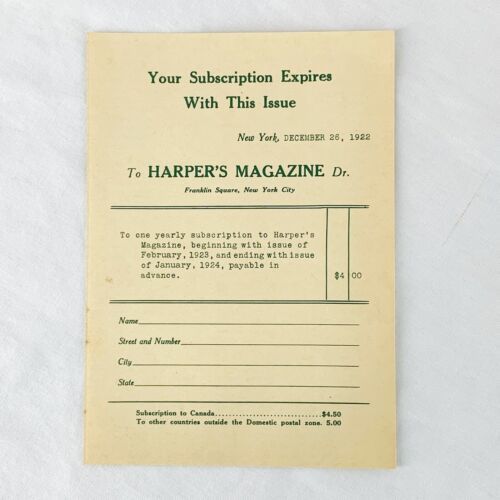 Your Subscription Expires
With This Issue
New York, DECEMBER 26, 1922
To HARPER'S MAGAZINE Dr.
Franklin Square, New York City
To one yearly subscription to Harper's
Magazine, beginning with issue of
February, 1923, and ending with issue
of January, 1924, payable in
advance. $4 00
Name
Street and Number
City
State
Subscription to Canada......................$4.50
To other countries outside the Domestic postal zone. 5.00